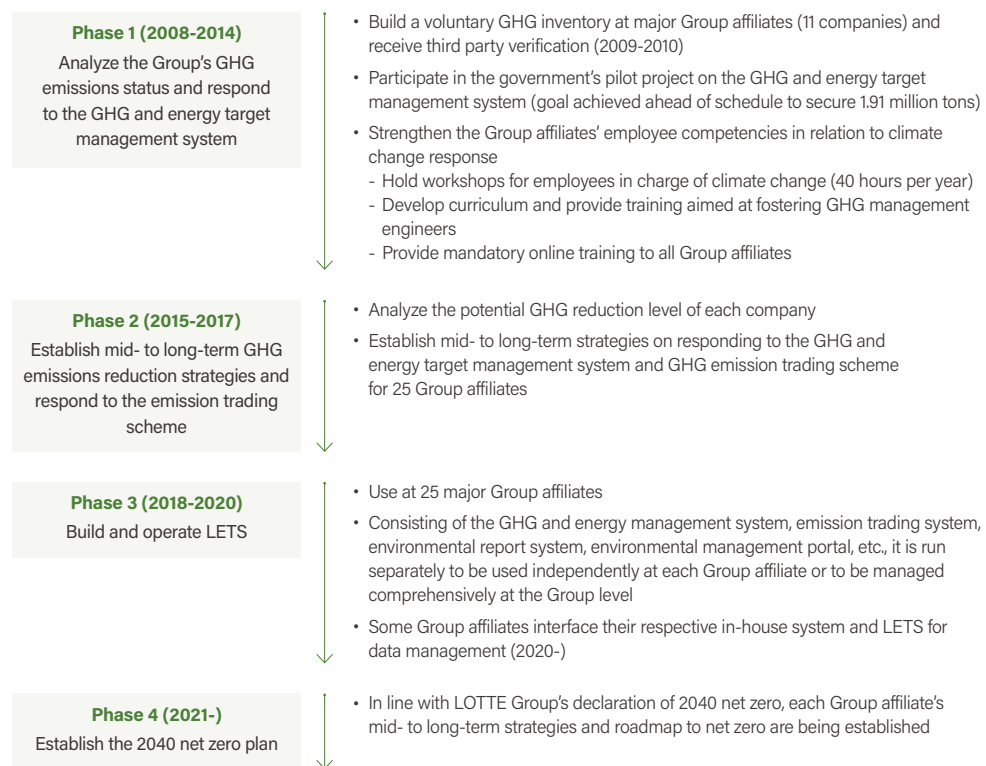 Phase 1 (2008-2014)
Analyze the Group's GHG
emissions status and respond
to the GHG and energy target
management system
• Build a voluntary GHG inventory at major Group affiliates (11 companies) and
receive third party verification (2009-2010)
• Participate in the government's pilot project on the GHG and energy target
management system (goal achieved ahead of schedule to secure 1.91 million tons)
• Strengthen the Group affiliates' employee competencies in relation to climate
change response
- Hold workshops for employees in charge of climate change (40 hours per year)
- Develop curriculum and provide training aimed at fostering GHG management
engineers
- Provide mandatory online training to all Group affiliates
Phase 2 (2015-2017)
Establish mid- to long-term GHG
emissions reduction strategies and
respond to the emission trading
scheme
• Analyze the potential GHG reduction level of each company
• Establish mid- to long-term strategies on responding to the GHG and
energy target management system and GHG emission trading scheme
for 25 Group affiliates
Phase 3 (2018-2020)
Build and operate LETS
• Use at 25 major Group affiliates
• Consisting of the GHG and energy management system, emission trading system,
environmental report system, environmental management portal, etc., it is run
separately to be used independently at each Group affiliate or to be managed
comprehensively at the Group level
• Some Group affiliates interface their respective in-house system and LETS for
data management (2020-)
Phase 4 (2021-)
Establish the 2040 net zero plan
• In line with LOTTE Group's declaration of 2040 net zero, each Group affiliate's
mid- to long-term strategies and roadmap to net zero are being established